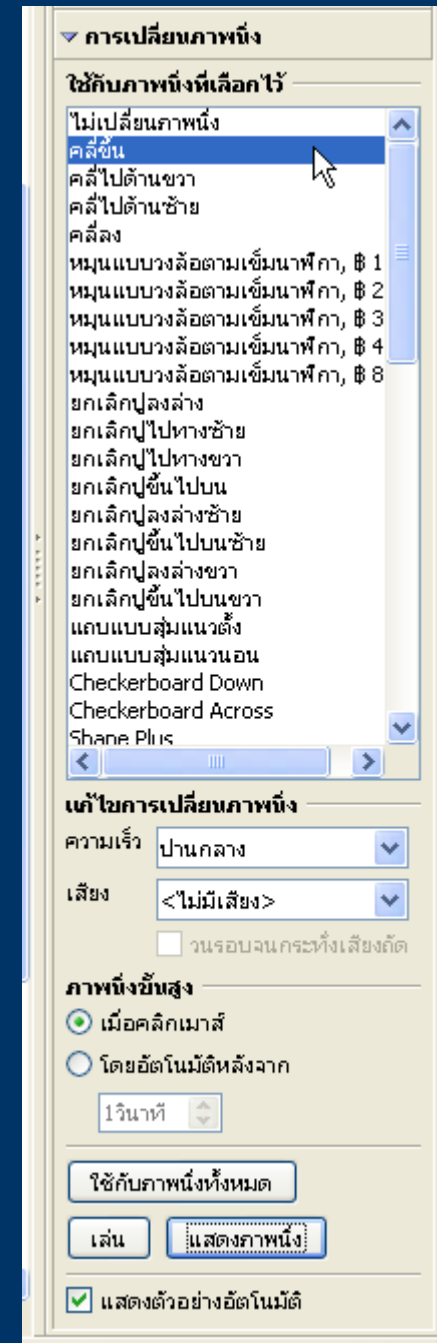 การเปลี่ยนภาพนิ่ง
ใช้กับภาพนิ่งที่เลือกไว้
ไม่เปลี่ยนภาพนิ่ง
คลี่ขึ้น
คลี่ไปด้านขวา
คลี่ไปด้านซ้าย
คลี่ลง
หมุนแบบวงล้อตามเข็มนาฬิกา, ฿ 1
หมุนแบบวงล้อตามเข็มนาฬิกา, ฿ 2
หมุนแบบวงล้อตามเข็มนาฬิกา, ฿ 3
หมุนแบบวงล้อตามเข็มนาฬิกา, ฿ 4
หมุนแบบวงล้อตามเข็มนาฬิกา, ฿ 8
ยกเลิกปูลงล่าง
ยกเลิกปูไปทางซ้าย
ยกเลิกปูไปทางขวา
ยกเลิกปูขึ้นไปบน
ยกเลิกปูลงล่างซ้าย
ยกเลิกปูขึ้นไปบนซ้าย
ยกเลิกปูลงล่างขวา
ยกเลิกปูขึ้นไปบนขวา
แถบแบบสุ่มแนวตั้ง
แถบแบบสุ่มแนวนอน
Checkerboard Down
Checkerboard Across
Shape Plus
แก้ไขการเปลี่ยนภาพนิ่ง
ความเร็ว ปานกลาง
เสียง <ไม่มีเสียง>
วนรอบจนกระทั่งเสียงถัด
ภาพนิ่งขั้นสูง
เมื่อคลิกเมาส์
โดยอัตโนมัติหลังจาก
1วินาที
ใช้กับภาพนิ่งทั้งหมด
เล่น แสดงภาพนิ่ง
แสดงตัวอย่างอัตโนมัติ